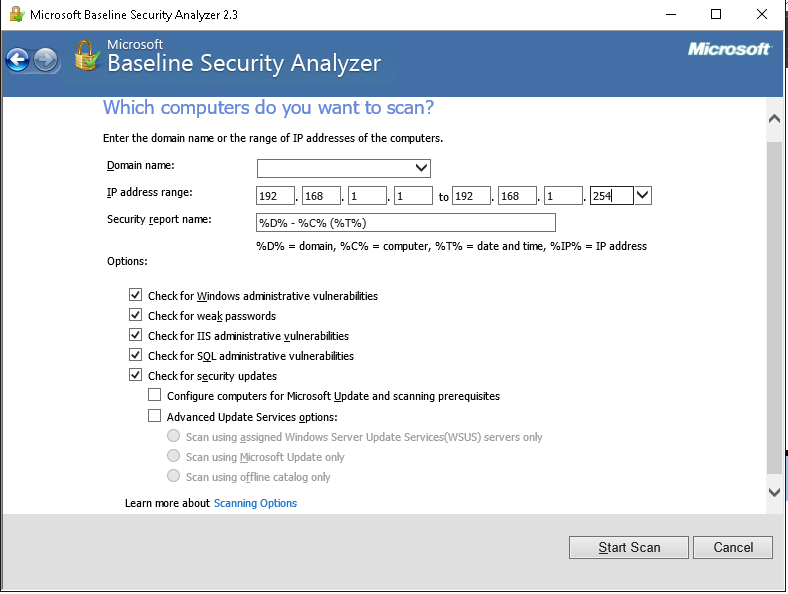 Microsoft Baseline Security Analyzer 2.3
Microsoft
Baseline Security Analyzer
Microsoft
Which computers do you want to scan?
Enter the domain name or the range of IP addresses of the computers.
Domain name:
IP address range: 192 . 168 . 1 . 1 to 192 . 168 . 1 . 254
Security report name: %D% - %C% (%T%)
%D% = domain, %C% = computer, %T% = date and time, %IP% = IP address
Options:
Check for Windows administrative vulnerabilities
Check for weak passwords
Check for IIS administrative vulnerabilities
Check for SQL administrative vulnerabilities
Check for security updates
Configure computers for Microsoft Update and scanning prerequisites
Advanced Update Services options:
Scan using assigned Windows Server Update Services(WSUS) servers only
Scan using Microsoft Update only
Scan using offline catalog only
Learn more about Scanning Options
Start Scan Cancel